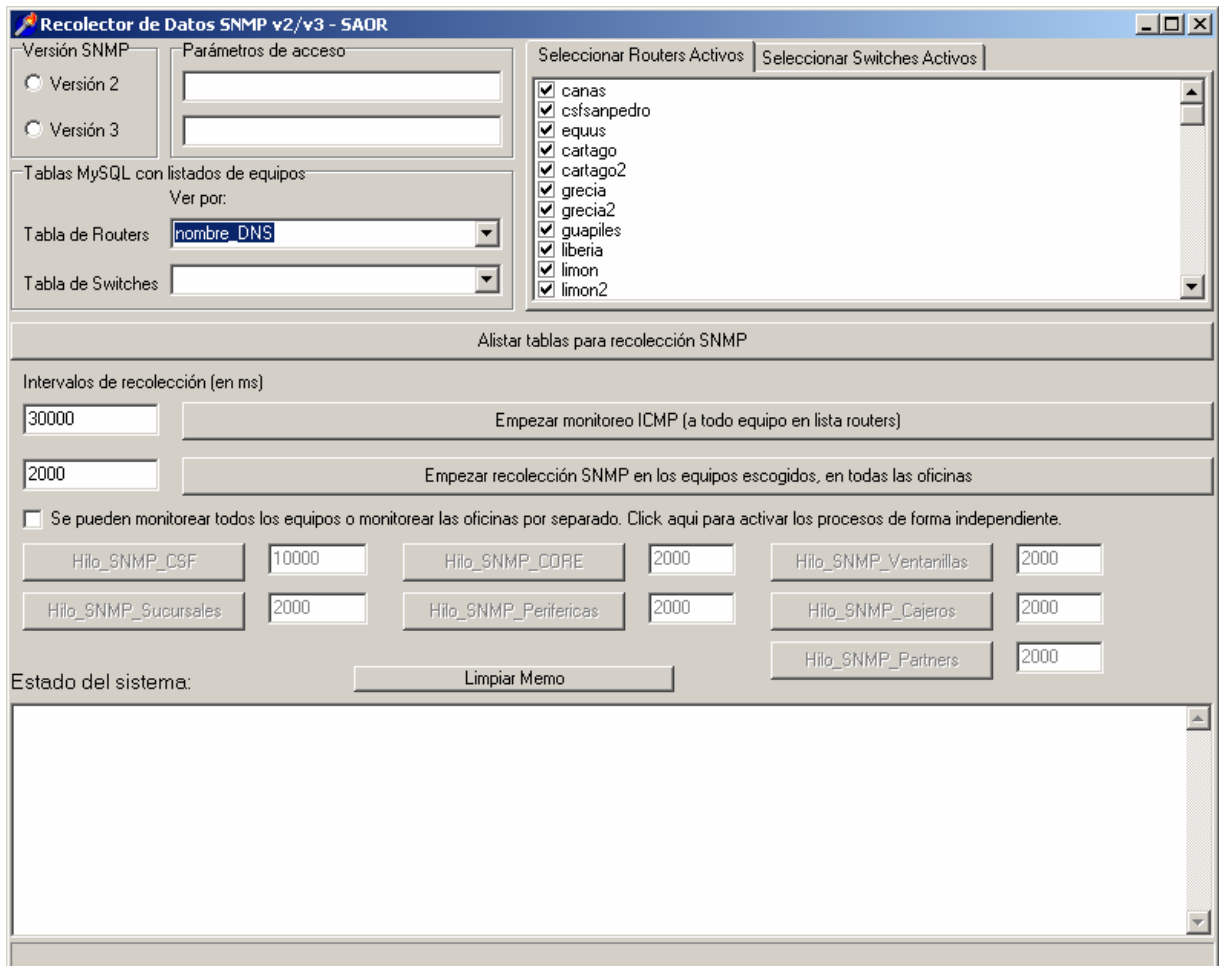 Recolector de Datos SNMP v2/v3 - SAOR
Versión SNMP
Versión 2
Versión 3
Parámetros de acceso
Tablas MySQL con listados de equipos
Ver por:
Tabla de Routers nombre_DNS
Tabla de Switches
Seleccionar Routers Activos Seleccionar Switches Activos
canas
csfsanpedro
equus
cartago
cartago2
grecia
grecia2
guapiles
liberia
limon
limon2
Alistar tablas para recolección SNMP
Intervalos de recolección (en ms)
30000 Empezar monitoreo ICMP (a todo equipo en lista routers)
2000 Empezar recolección SNMP en los equipos escogidos, en todas las oficinas
Se pueden monitorear todos los equipos o monitorear las oficinas por separado. Click aqui para activar los procesos de forma independiente.
Hilo_SNMP_CSF 10000 Hilo_SNMP_CORE 2000 Hilo_SNMP_Ventanillas 2000
Hilo_SNMP_Sucursales 2000 Hilo_SNMP_Perifericas 2000 Hilo_SNMP_Cajeros 2000
Hilo_SNMP_Partners 2000
Estado del sistema: Limpiar Memo